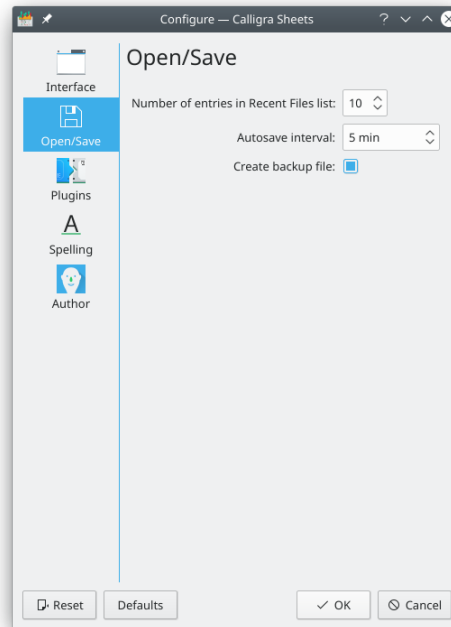 Configure — Calligra Sheets
Interface
Open/Save
Plugins
Spelling
Author
Open/Save
Number of entries in Recent Files list: 10
Autosave interval: 5 min
Create backup file:
Reset Defaults OK Cancel